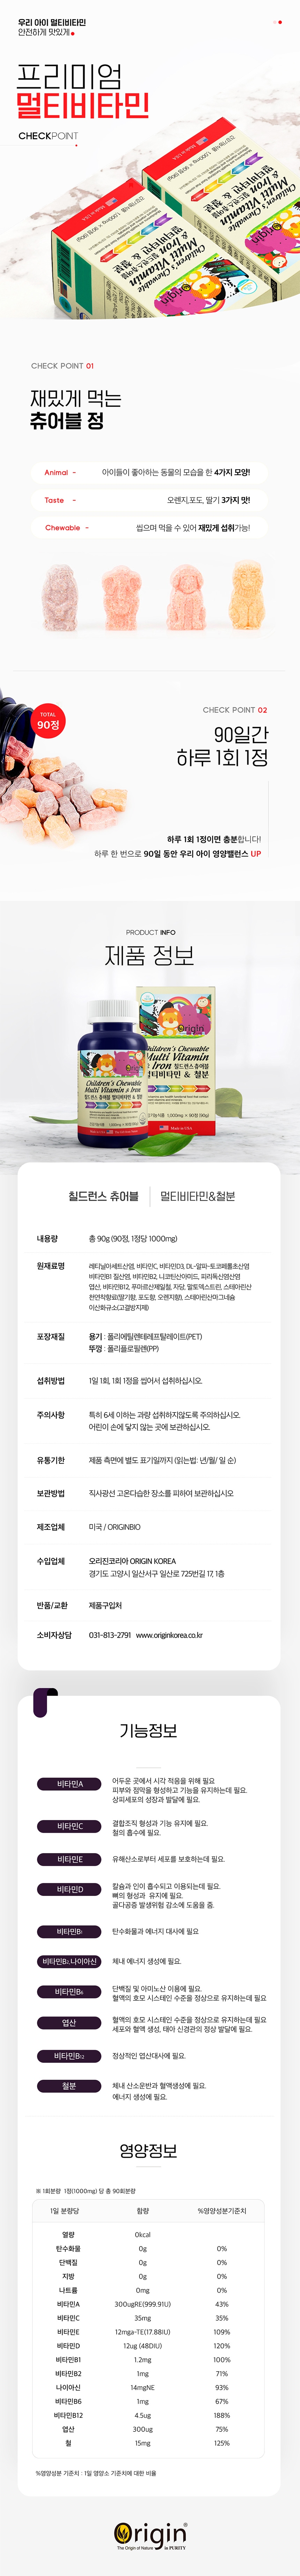 우리 아이 멀티비타민
안전하게 맛있게
프리미엄
멀티비타민
CHECKPOINT
CHECK POINT 01
재밌게 먹는
츄어블 정
Animal - 아이들이 좋아하는 동물의 모습을 한 4가지 모양!
Taste - 오렌지,포도, 딸기 3가지 맛!
Chewable - 씹으며 먹을 수 있어 재밌게 섭취가능!
TOTAL
90정
CHECK POINT 02
90일간
하루 1회 1정
하루 1회 1정이면 충분합니다!
하루 한 번으로 90일 동안 우리 아이 영양밸런스 UP
PRODUCT INFO
제품 정보
Origin
Children's Chewable
Multi Vitamin
& Iron
칠드런스 츄어블
멀티비타민 & 철분
칠드런스 츄어블 멀티비타민&철분
내용량 총 90g (90정, 1정당 1000mg)
원재료명 레티닐아세트산염, 비타민C, 비타민D3, DL-알파-토코페롤초산염
비타민B1 질산염, 비타민B2, 니코틴산아미드, 피리독신염산염
엽산, 비타민B12, 푸마르산제일철, 자당, 말토덱스트린, 스테아린산
천연착향료(딸기향, 포도향, 오렌지향), 스테아린산마그네슘
이산화규소(고결방지제)
포장재질 용기 : 폴리에틸렌테레프탈레이트(PET)
뚜껑 : 폴리플로필렌(PP)
섭취방법 1일 1회, 1회 1정을 씹어서 섭취하십시오.
주의사항 특히 6세 이하는 과량 섭취하지않도록 주의하십시오.
어린이 손에 닿지 않는 곳에 보관하십시오.
유통기한 제품 측면에 별도 표기일까지 (읽는법: 년/월/ 일 순)
보관방법 직사광선 고온다습한 장소를 피하여 보관하십시오
제조업체 미국 / ORIGINBIO
수입업체 오리진코리아 ORIGIN KOREA
경기도 고양시 일산서구 일산로 725번길 17, 1층
반품/교환 제품구입처
소비자상담 031-813-2791 www.originkorea.co.kr
기능정보
비타민A 어두운 곳에서 시각 적응을 위해 필요
피부와 점막을 형성하고 기능을 유지하는데 필요.
상피세포의 성장과 발달에 필요.
비타민C 결합조직 형성과 기능 유지에 필요.
철의 흡수에 필요.
비타민E 유해산소로부터 세포를 보호하는데 필요.
비타민D 칼슘과 인이 흡수되고 이용되는데 필요.
뼈의 형성과 유지에 필요.
골다공증 발생위험 감소에 도움을 줌.
비타민B1 탄수화물과 에너지 대사에 필요
비타민B2,나이아신 체내 에너지 생성에 필요.
비타민B6 단백질 및 아미노산 이용에 필요.
혈액의 호모 시스테인 수준을 정상으로 유지하는데 필요
엽산 혈액의 호모 시스테인 수준을 정상으로 유지하는데 필요
세포와 혈액 생성, 태아 신경관의 정상 발달에 필요.
비타민B12 정상적인 엽산대사에 필요.
철분 체내 산소운반과 혈액생성에 필요.
에너지 생성에 필요.
영양정보
※ 1회분량 1정(1000mg) 당 총 90회분량
1일 분량당 함량 %영양성분기준치
열량 0kcal
탄수화물 0g 0%
단백질 0g 0%
지방 0g 0%
나트륨 0mg 0%
비타민A 300ugRE(999.91U) 43%
비타민C 35mg 35%
비타민E 12mga-TE(17.88IU) 109%
비타민D 12ug (48DIU) 120%
비타민B1 1.2mg 100%
비타민B2 1mg 71%
나이아신 14mgNE 93%
비타민B6 1mg 67%
비타민B12 4.5ug 188%
엽산 300ug 75%
철 15mg 125%
%영양성분 기준치 : 1일 영양소 기준치에 대한 비율
Origin®
The Origin of Nature in PURITY